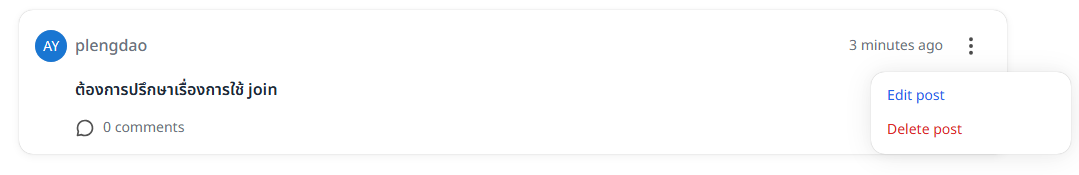 AY plengdao 3 minutes ago
ต้องการปรึกษาเรื่องการใช้ join
0 comments
Edit post
Delete post